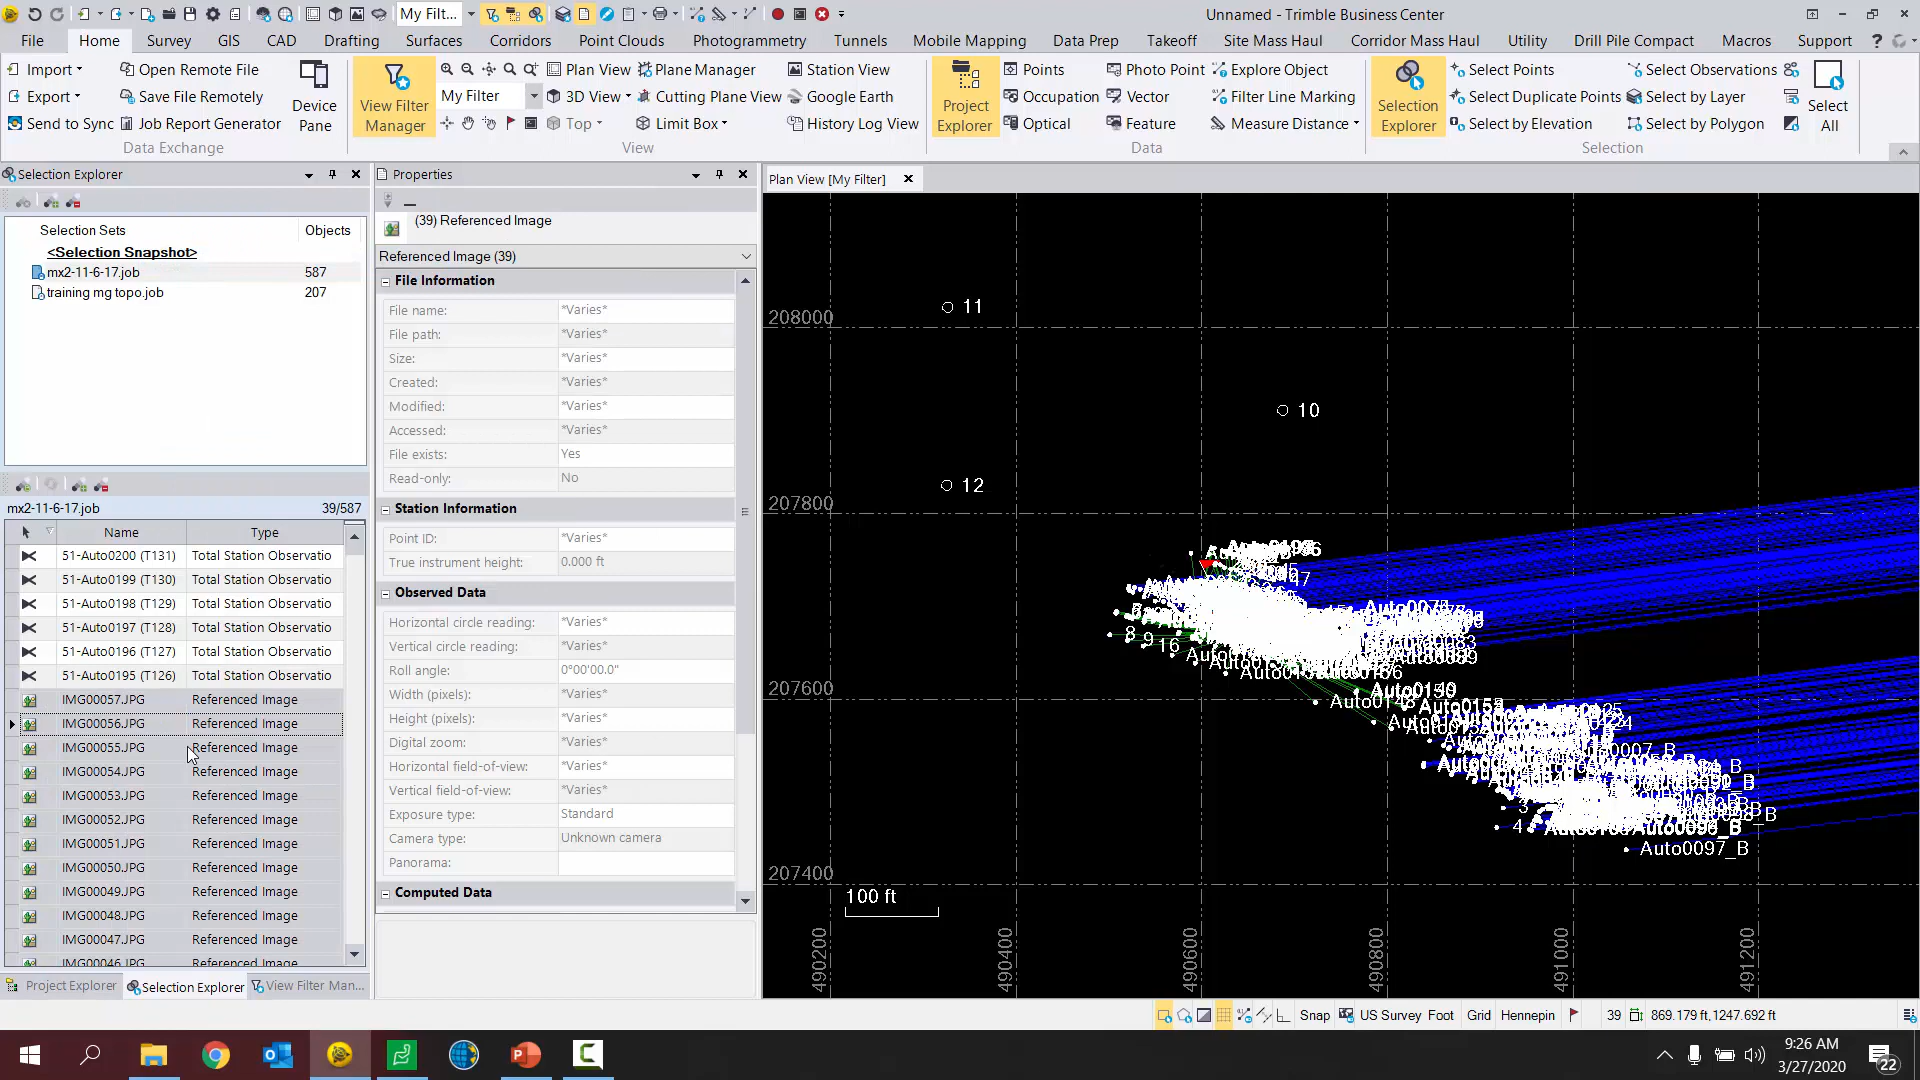 My Filt...
Unnamed - Trimble Business Center
File Home Survey GIS CAD Drafting Surfaces Corridors Point Clouds Photogrammetry Tunnels Mobile Mapping Data Prep Takeoff Site Mass Haul Corridor Mass Haul Utility Drill Pile Compact Macros Support
Import Open Remote File
Export Save File Remotely
Send to Sync Job Report Generator
Device Pane
Data Exchange
View Filter Manager
My Filter
Plan View Plane Manager Station View
3D View Cutting Plane View Google Earth
Top Limit Box History Log View
View
Project Explorer
Points Photo Point Explore Object
Occupation Vector Filter Line Marking
Optical Feature Measure Distance
Data
Selection Explorer
Select Points Select Observations
Select Duplicate Points Select by Layer
Select by Elevation Select by Polygon
Select All
Selection
Selection Explorer
Selection Sets Objects
<Selection Snapshot>
mx2-11-6-17.job 587
training mg topo.job 207
mx2-11-6-17.job 39/587
Name Type
51-Auto0200 (T131) Total Station Observatio
51-Auto0199 (T130) Total Station Observatio
51-Auto0198 (T129) Total Station Observatio
51-Auto0197 (T128) Total Station Observatio
51-Auto0196 (T127) Total Station Observatio
51-Auto0195 (T126) Total Station Observatio
IMG00057.JPG Referenced Image
IMG00056.JPG Referenced Image
IMG00055.JPG Referenced Image
IMG00054.JPG Referenced Image
IMG00053.JPG Referenced Image
IMG00052.JPG Referenced Image
IMG00051.JPG Referenced Image
IMG00050.JPG Referenced Image
IMG00049.JPG Referenced Image
IMG00048.JPG Referenced Image
IMG00047.JPG Referenced Image
IMG00046.JPG Referenced Image
Project Explorer Selection Explorer View Filter Man...
Properties
(39) Referenced Image
Referenced Image (39)
File Information
File name: *Varies*
File path: *Varies*
Size: *Varies*
Created: *Varies*
Modified: *Varies*
Accessed: *Varies*
File exists: Yes
Read-only: No
Station Information
Point ID: *Varies*
True instrument height: 0.000 ft
Observed Data
Horizontal circle reading: *Varies*
Vertical circle reading: *Varies*
Roll angle: 0°00'00.0"
Width (pixels): *Varies*
Height (pixels): *Varies*
Digital zoom: *Varies*
Horizontal field-of-view: *Varies*
Vertical field-of-view: *Varies*
Exposure type: Standard
Camera type: Unknown camera
Panorama:
Computed Data
Plan View [My Filter]
11
208000
10
12
207800
8 9 16
207600
Auto0148
4
Auto0097_B
207400
100 ft
490200 490400 490600 490800 491000 491200
Snap US Survey Foot Grid Hennepin 39 869.179 ft,1247.692 ft
9:26 AM
3/27/2020
22